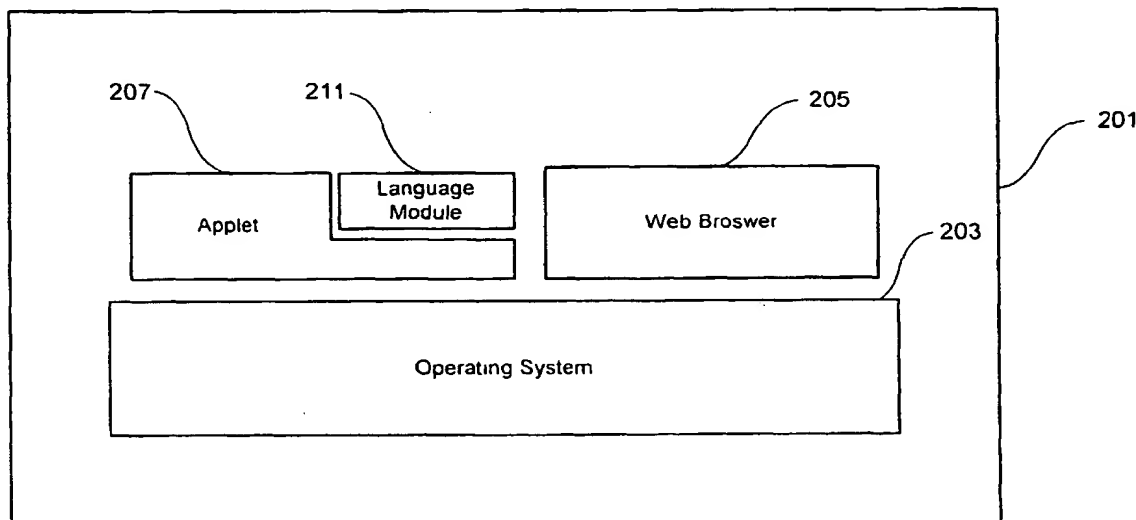 207
211
205
201
Language
Module
Applet
Web Broswer
203
Operating System